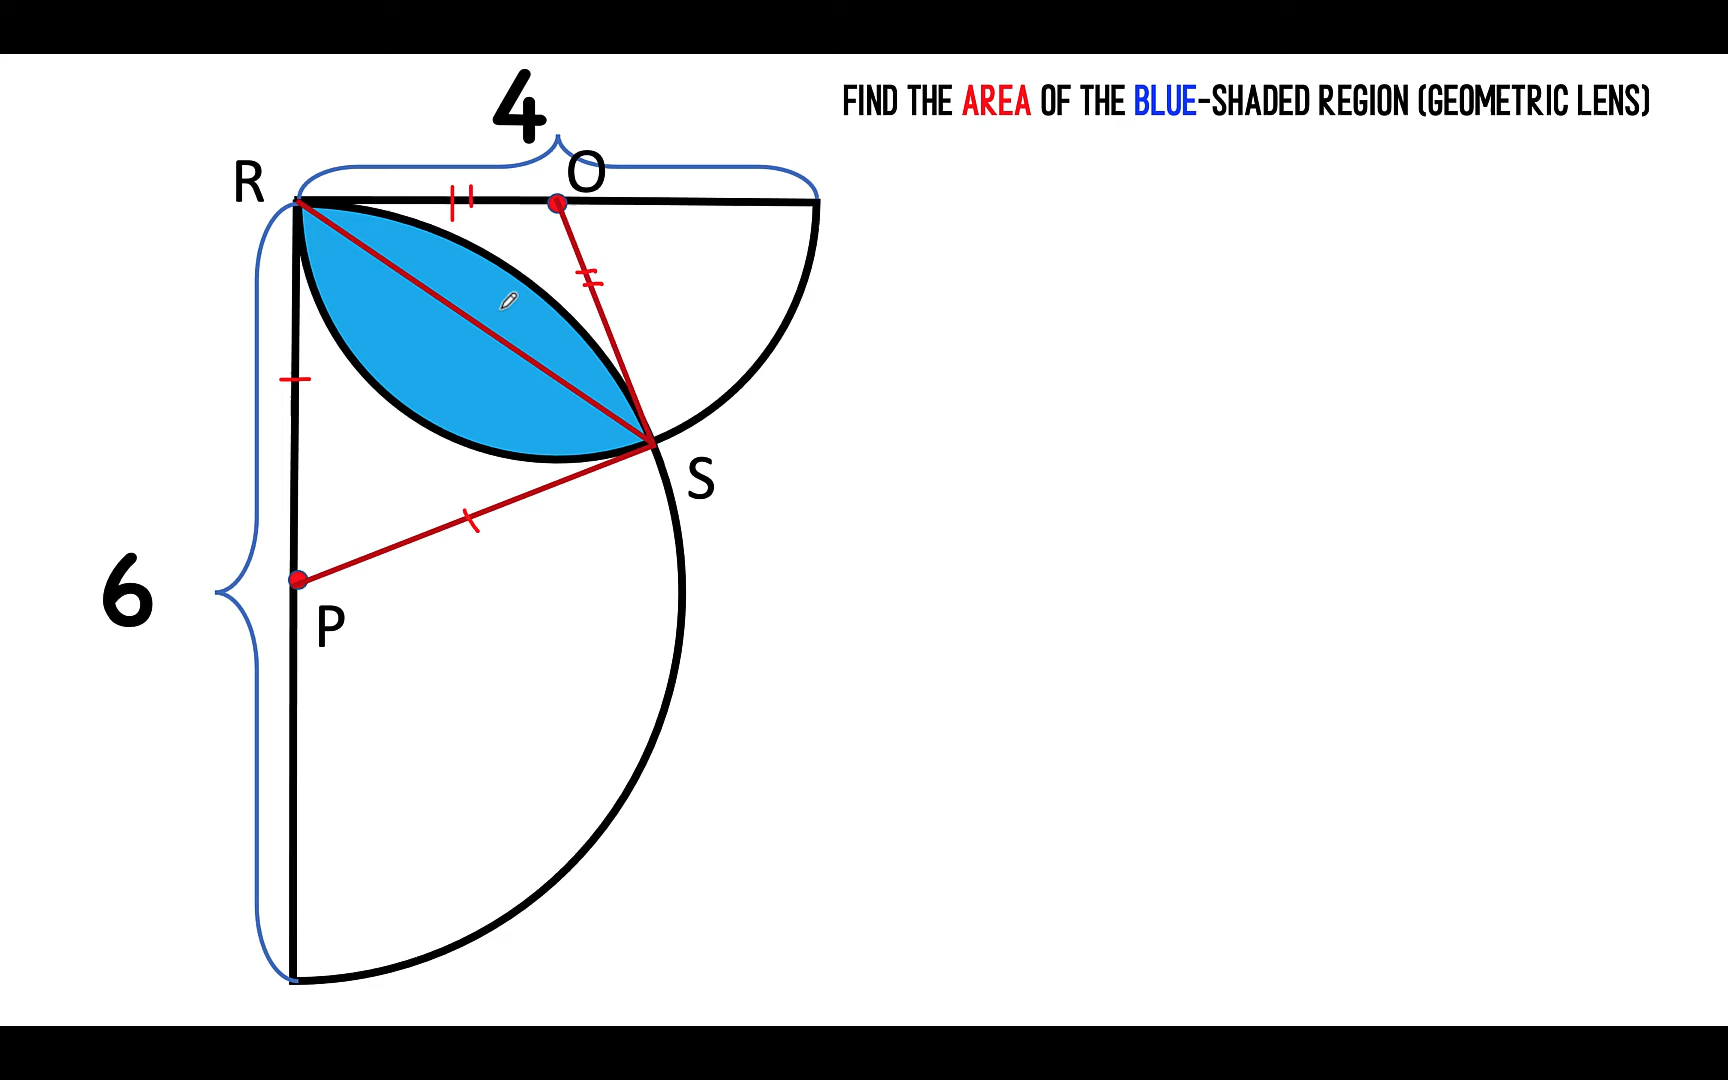 4
FIND THE AREA OF THE BLUE-SHADED REGION (GEOMETRIC LENS)
R
O
S
6
P